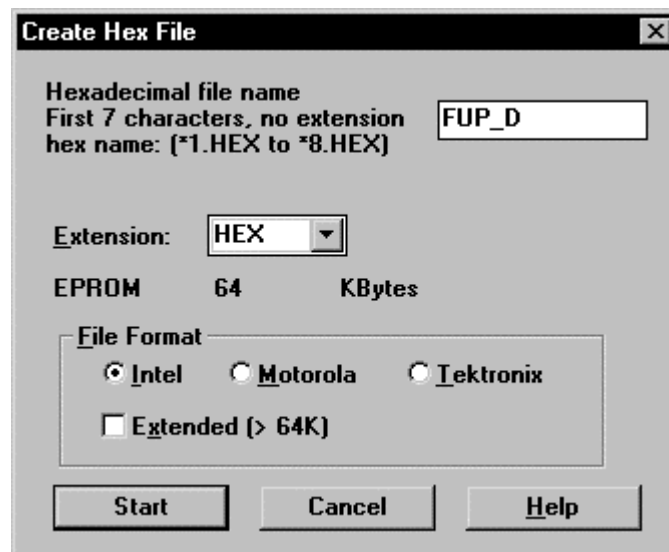 Create Hex File
Hexadecimal file name
First 7 characters, no extension
hex name: (*1.HEX to *8.HEX)
FUP_D
Extension: HEX
EPROM 64 KBytes
File Format
Intel Motorola Tektronix
Extended (> 64K)
Start Cancel Help